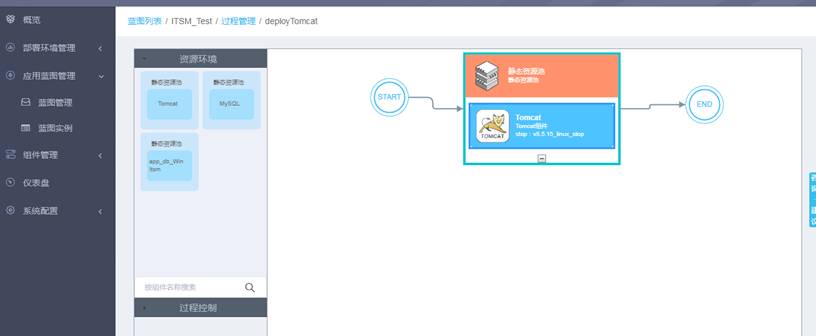 概览
部署环境管理
应用蓝图管理
蓝图管理
蓝图实例
组件管理
仪表盘
系统配置
蓝图列表 / ITSM_Test / 过程管理 / deployTomcat
资源环境
静态资源池
Tomcat
静态资源池
MySQL
静态资源池
app_db_Win
itsm
按组件名称搜索
过程控制
START
静态资源池
静态资源池
TOMCAT
Tomcat
Tomcat组件
stop : v8.5.15_linux_stop
END